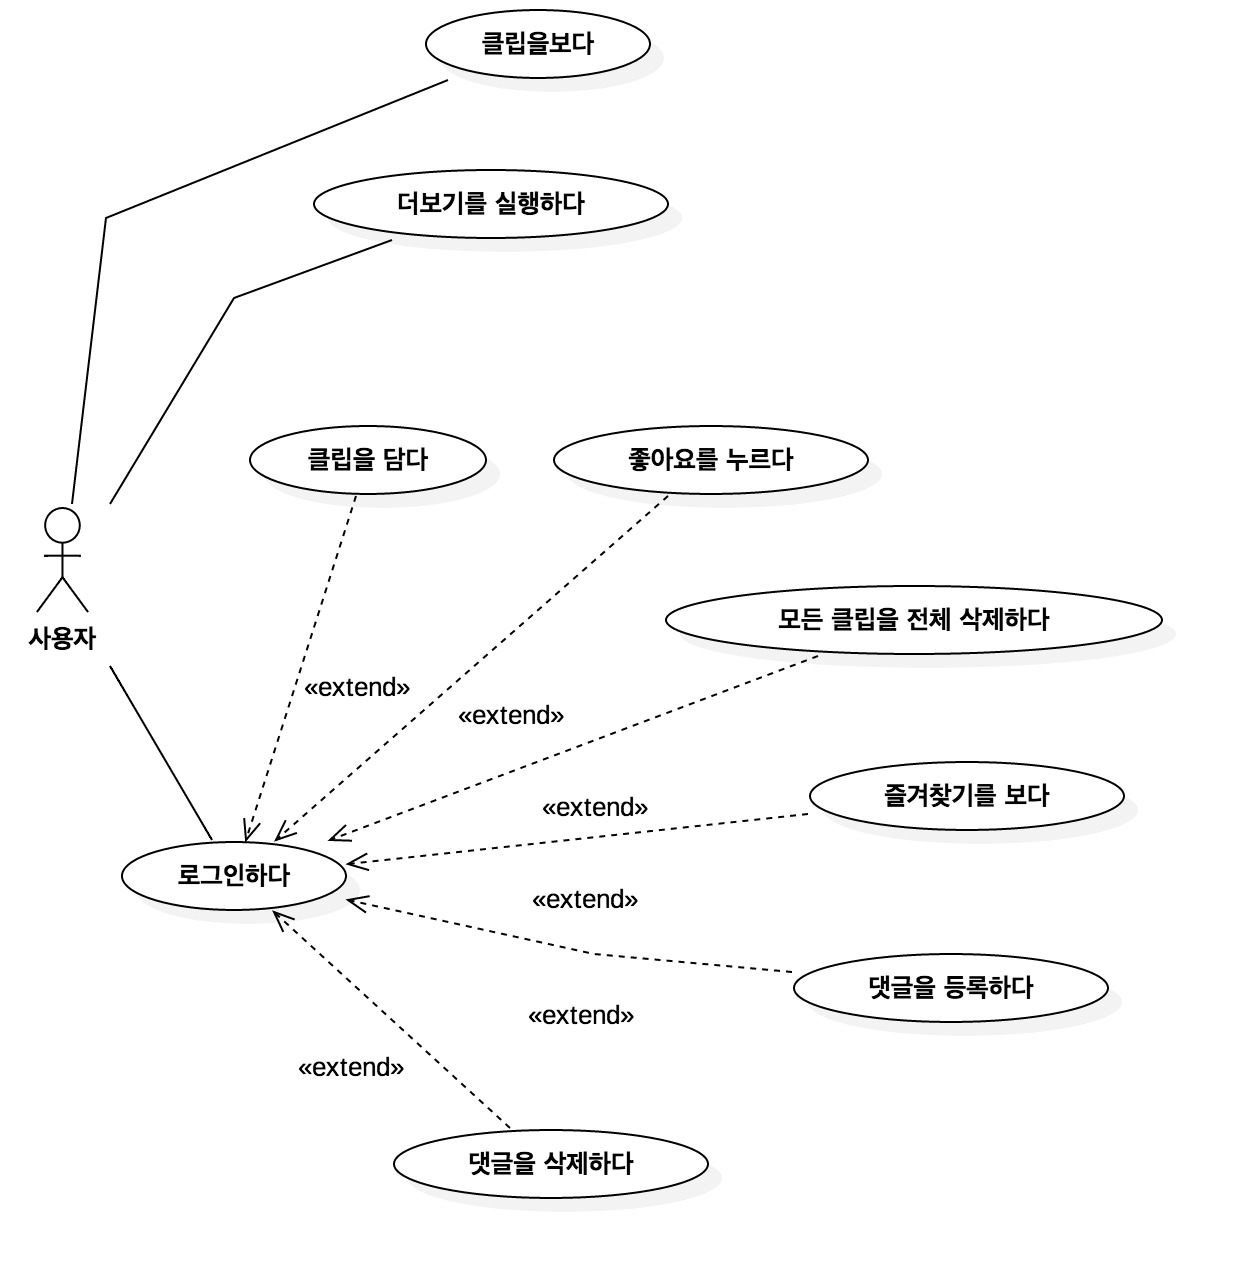 클립을보다
더보기를 실행하다
클립을 담다
좋아요를 누르다
모든 클립을 전체 삭제하다
사용자
«extend»
«extend»
즐겨찾기를 보다
«extend»
로그인하다
«extend»
댓글을 등록하다
«extend»
«extend»
댓글을 삭제하다